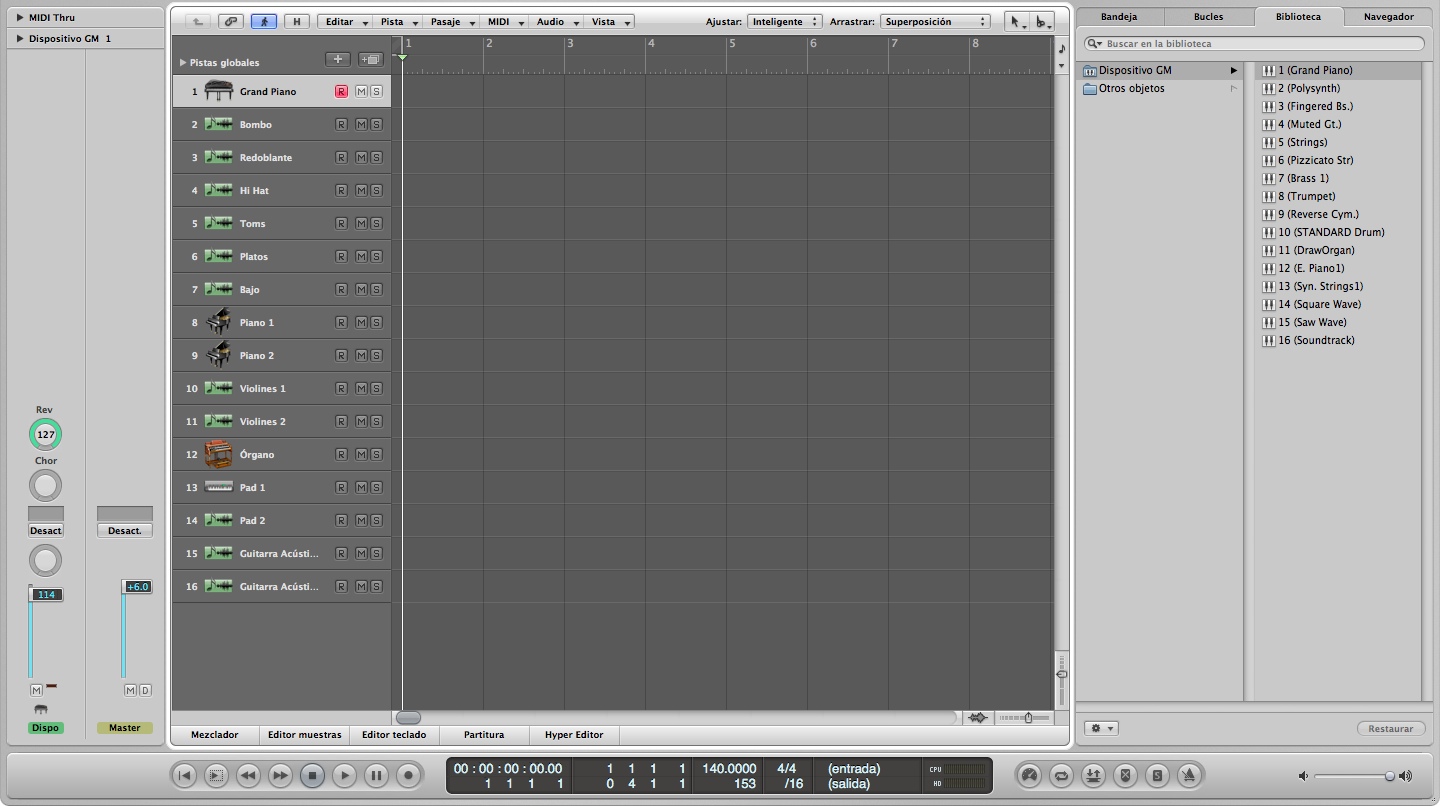 MIDI Thru
Dispositivo GM 1
H
Editar
Pista
Pasaje
MIDI
Audio
Vista
Ajustar: Inteligente
Arrastrar: Superposición
1 2 3 4 5 6 7 8
Pistas globales
1 Grand Piano R M S
2 Bombo R M S
3 Redoblante R M S
4 Hi Hat R M S
5 Toms R M S
6 Platos R M S
7 Bajo R M S
8 Piano 1 R M S
9 Piano 2 R M S
10 Violines 1 R M S
11 Violines 2 R M S
12 Órgano R M S
13 Pad 1 R M S
14 Pad 2 R M S
15 Guitarra Acústi... R M S
16 Guitarra Acústi... R M S
Rev
127
Chor
Desact
Desact.
114
+6.0
M
M D
Dispo
Master
Mezclador
Editor muestras
Editor teclado
Partitura
Hyper Editor
Bandeja
Bucles
Biblioteca
Navegador
Buscar en la biblioteca
Dispositivo GM
Otros objetos
1 (Grand Piano)
2 (Polysynth)
3 (Fingered Bs.)
4 (Muted Gt.)
5 (Strings)
6 (Pizzicato Str)
7 (Brass 1)
8 (Trumpet)
9 (Reverse Cym.)
10 (STANDARD Drum)
11 (DrawOrgan)
12 (E. Piano1)
13 (Syn. Strings1)
14 (Square Wave)
15 (Saw Wave)
16 (Soundtrack)
Restaurar
00 : 00 : 00 : 00.00 1 1 1 1 140.0000 4/4 (entrada) CPU
1 1 1 1 0 4 1 1 153 /16 (salida) HD
S